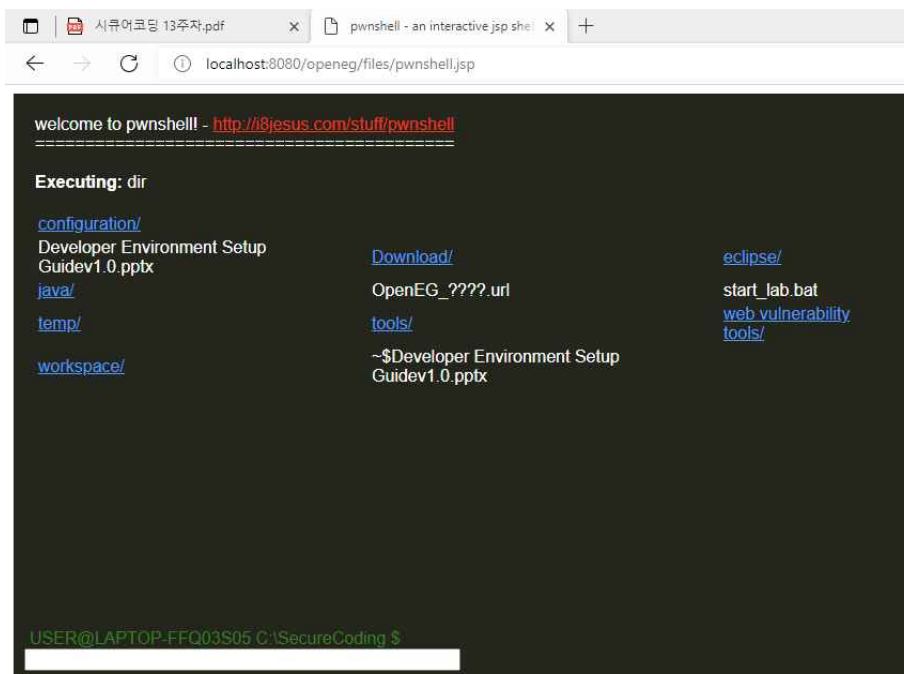 시큐어코딩 13주차.pdf
pwnshell - an interactive jsp she
localhost:8080/openeg/files/pwnshell.jsp
welcome to pwnshell! - http://i8jesus.com/stuff/pwnshell
==========================================
Executing: dir
configuration/
Developer Environment Setup
Guidev1.0.pptx
Download/
eclipse/
java/
OpenEG_????.url
start_lab.bat
temp/
tools/
web vulnerability
tools/
workspace/
~$Developer Environment Setup
Guidev1.0.pptx
USER@LAPTOP-FFQ03S05 C:\SecureCoding $